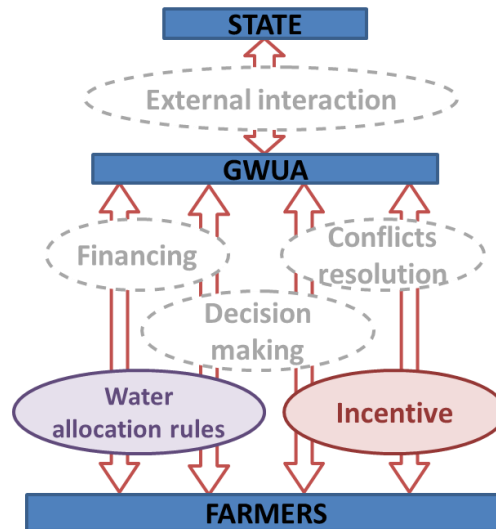 STATE
External interaction
GWUA
Financing
Conflicts
resolution
Decision
making
Water
allocation rules
Incentive
FARMERS